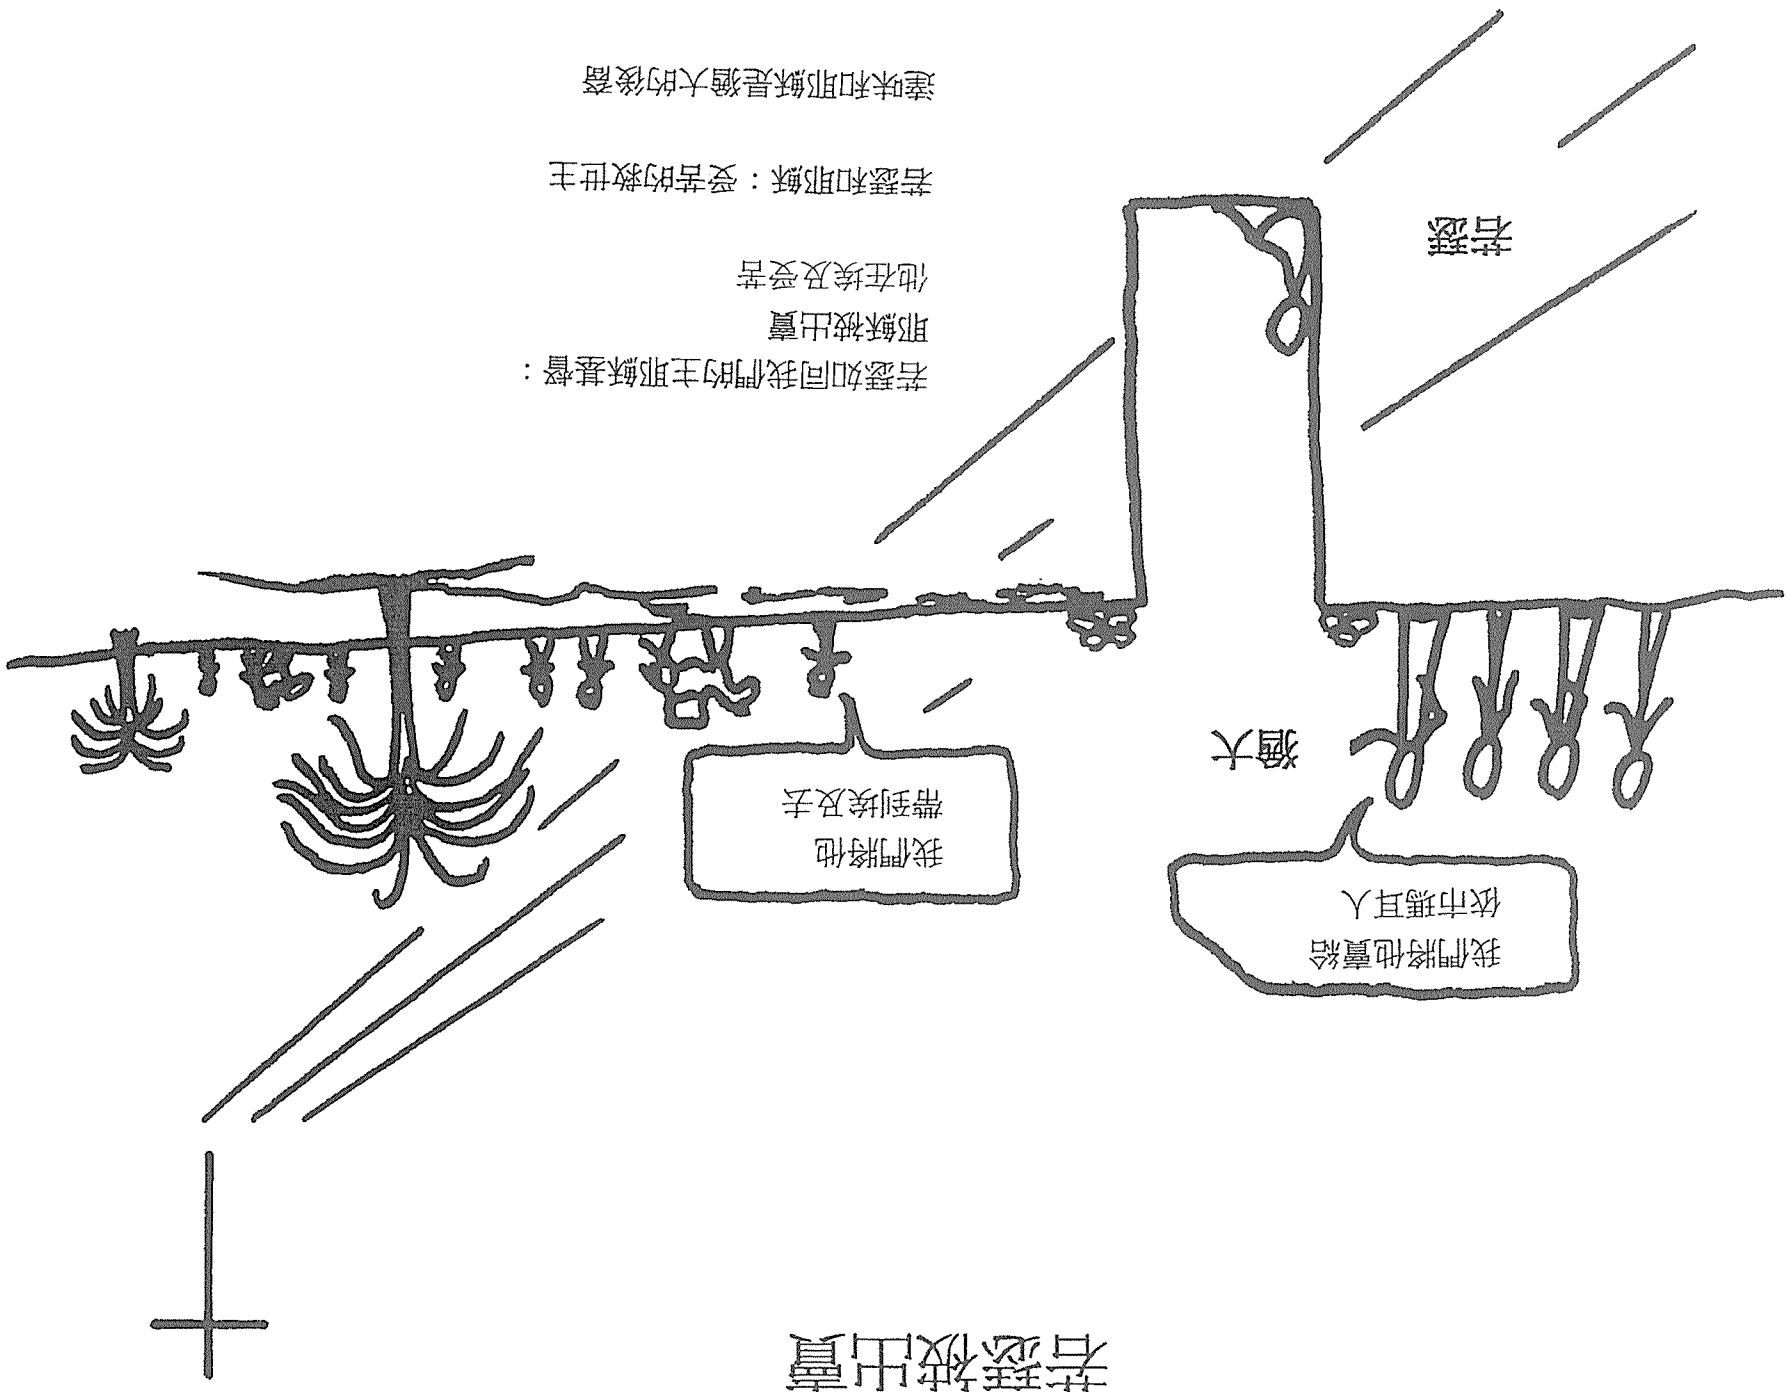 若瑟被出賣
我們將他賣給
依市瑪耳人
我們將他
帶到埃及去
猶大
若瑟
若瑟如同我們的主耶穌基督：
耶穌被出賣
他在埃及受苦
若瑟和耶穌：受苦的救世主
達味和耶穌是猶大的後裔